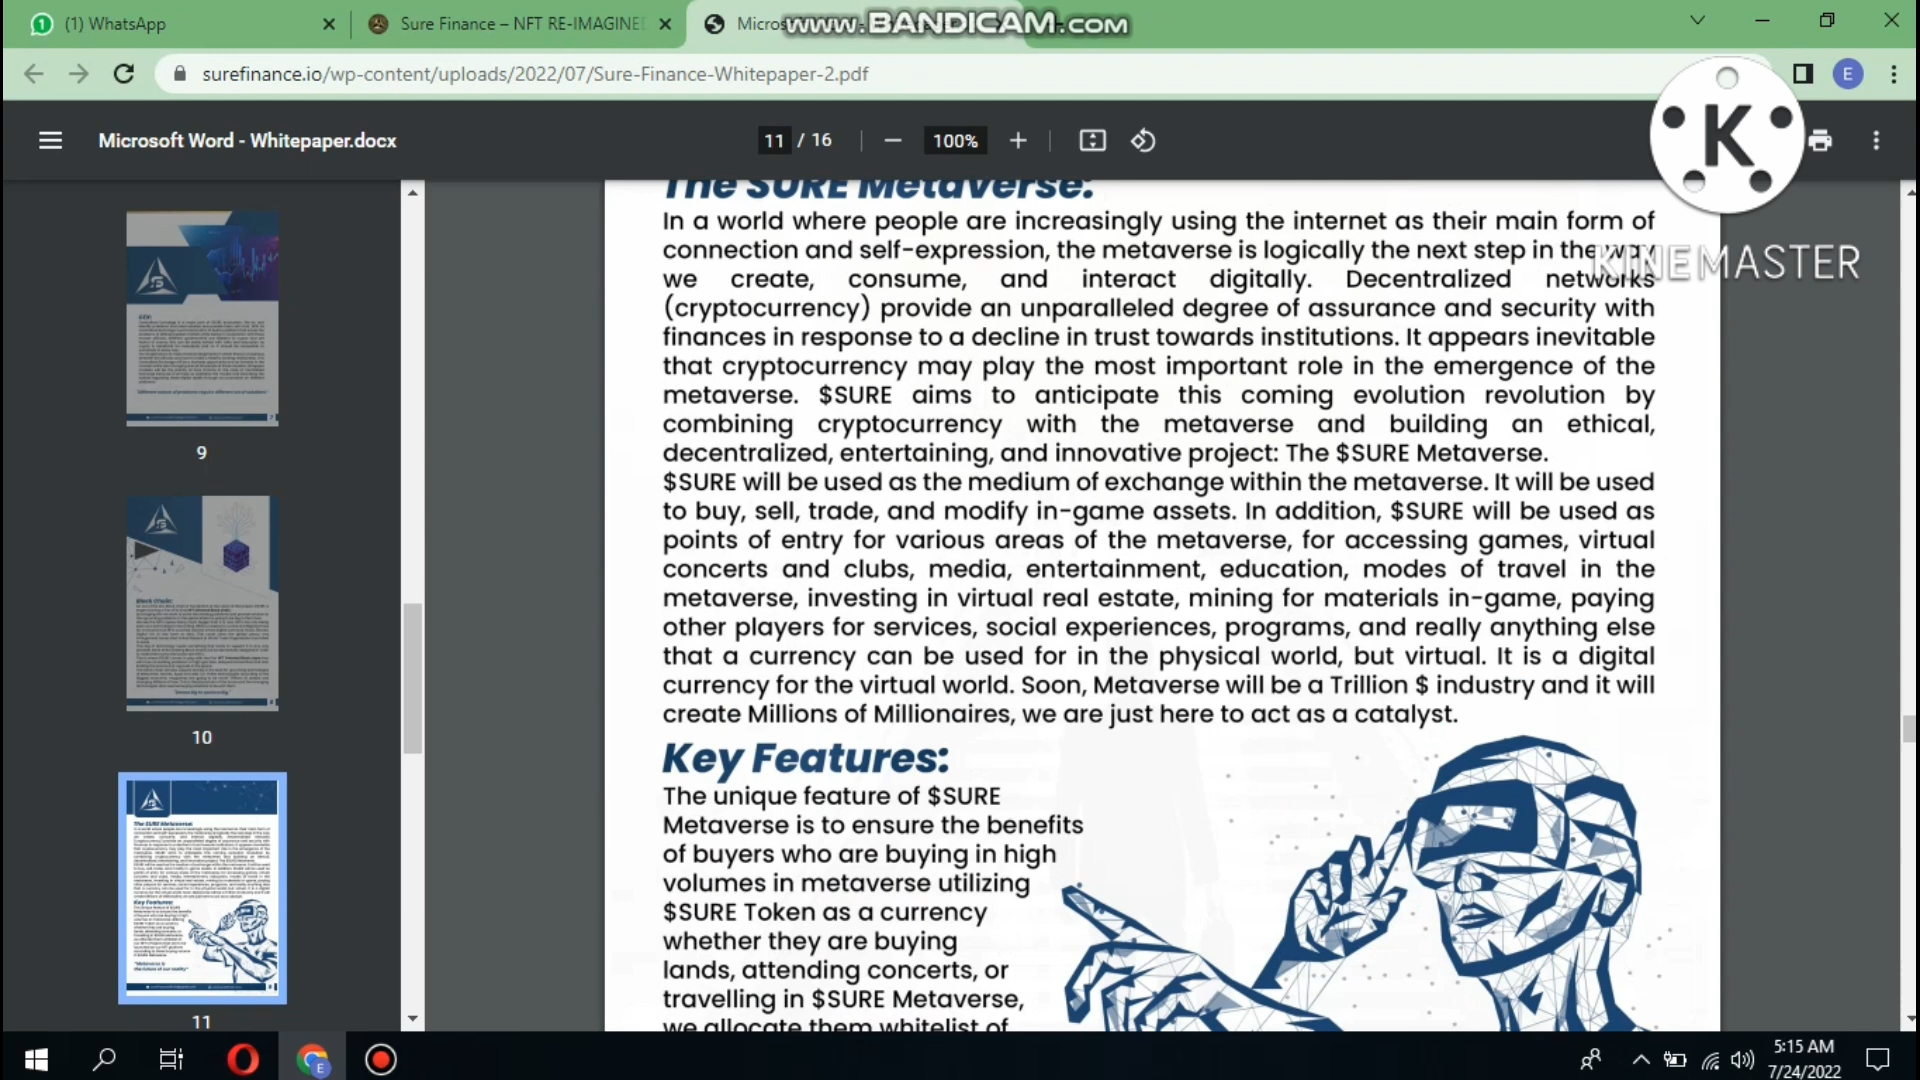 (1) WhatsApp
Sure Finance – NFT RE-IMAGINED
Micros
www.BANDICAM.com
surefinance.io/wp-content/uploads/2022/07/Sure-Finance-Whitepaper-2.pdf
E
K
KINEMASTER
Microsoft Word - Whitepaper.docx
11 / 16
100%
The SURE Metaverse:
In a world where people are increasingly using the internet as their main form of
connection and self-expression, the metaverse is logically the next step in the way
we create, consume, and interact digitally. Decentralized networks
(cryptocurrency) provide an unparalleled degree of assurance and security with
finances in response to a decline in trust towards institutions. It appears inevitable
that cryptocurrency may play the most important role in the emergence of the
metaverse. $SURE aims to anticipate this coming evolution revolution by
combining cryptocurrency with the metaverse and building an ethical,
decentralized, entertaining, and innovative project: The $SURE Metaverse.
$SURE will be used as the medium of exchange within the metaverse. It will be used
to buy, sell, trade, and modify in-game assets. In addition, $SURE will be used as
points of entry for various areas of the metaverse, for accessing games, virtual
concerts and clubs, media, entertainment, education, modes of travel in the
metaverse, investing in virtual real estate, mining for materials in-game, paying
other players for services, social experiences, programs, and really anything else
that a currency can be used for in the physical world, but virtual. It is a digital
currency for the virtual world. Soon, Metaverse will be a Trillion $ industry and it will
create Millions of Millionaires, we are just here to act as a catalyst.
Key Features:
The unique feature of $SURE
Metaverse is to ensure the benefits
of buyers who are buying in high
volumes in metaverse utilizing
$SURE Token as a currency
whether they are buying
lands, attending concerts, or
travelling in $SURE Metaverse,
we allocate them whitelist of
9
10
The SURE Metaverse:
Key Features:
11
5:15 AM
7/24/2022